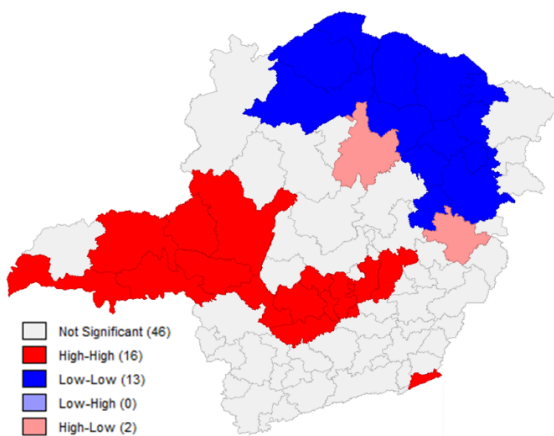 Not Significant (46)
High-High (16)
Low-Low (13)
Low-High (0)
High-Low (2)